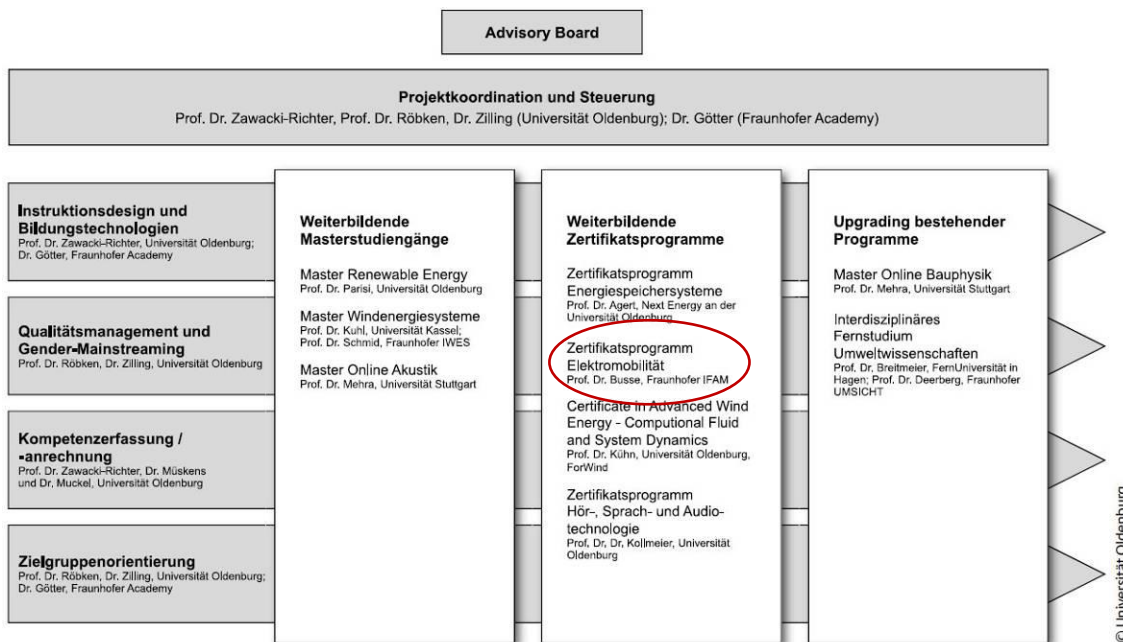 Advisory Board
Projektkoordination und Steuerung
Prof. Dr. Zawacki-Richter, Prof. Dr. Röbken, Dr. Zilling (Universität Oldenburg); Dr. Götter (Fraunhofer Academy)
Instruktionsdesign und
Bildungstechnologien
Prof. Dr. Zawacki-Richter, Universität Oldenburg;
Dr. Götter, Fraunhofer Academy
Qualitätsmanagement und
Gender-Mainstreaming
Prof. Dr. Röbken, Dr. Zilling, Universität Oldenburg
Kompetenzerfassung /
-anrechnung
Prof. Dr. Zawacki-Richter, Dr. Müskens
und Dr. Muckel, Universität Oldenburg
Zielgruppenorientierung
Prof. Dr. Röbken, Dr. Zilling, Universität Oldenburg;
Dr. Götter, Fraunhofer Academy
Weiterbildende
Masterstudiengänge
Master Renewable Energy
Prof. Dr. Parisi, Universität Oldenburg
Master Windenergiesysteme
Prof. Dr. Kuhl, Universität Kassel;
Prof. Dr. Schmid, Fraunhofer IWES
Master Online Akustik
Prof. Dr. Mehra, Universität Stuttgart
Weiterbildende
Zertifikatsprogramme
Zertifikatsprogramm
Energiespeichersysteme
Prof. Dr. Agert, Next Energy an der
Universität Oldenburg
Zertifikatsprogramm
Elektromobilität
Prof. Dr. Busse, Fraunhofer IFAM
Certificate in Advanced Wind
Energy - Computional Fluid
and System Dynamics
Prof. Dr. Kühn, Universität Oldenburg,
ForWind
Zertifikatsprogramm
Hör-, Sprach- und Audio-
technologie
Prof. Dr. Dr. Kollmeier, Universität
Oldenburg
Upgrading bestehender
Programme
Master Online Bauphysik
Prof. Dr. Mehra, Universität Stuttgart
Interdisziplinäres
Fernstudium
Umweltwissenschaften
Prof. Dr. Breitmeier, FernUniversität in
Hagen; Prof. Dr. Deerberg, Fraunhofer
UMSICHT
© Universität Oldenburg